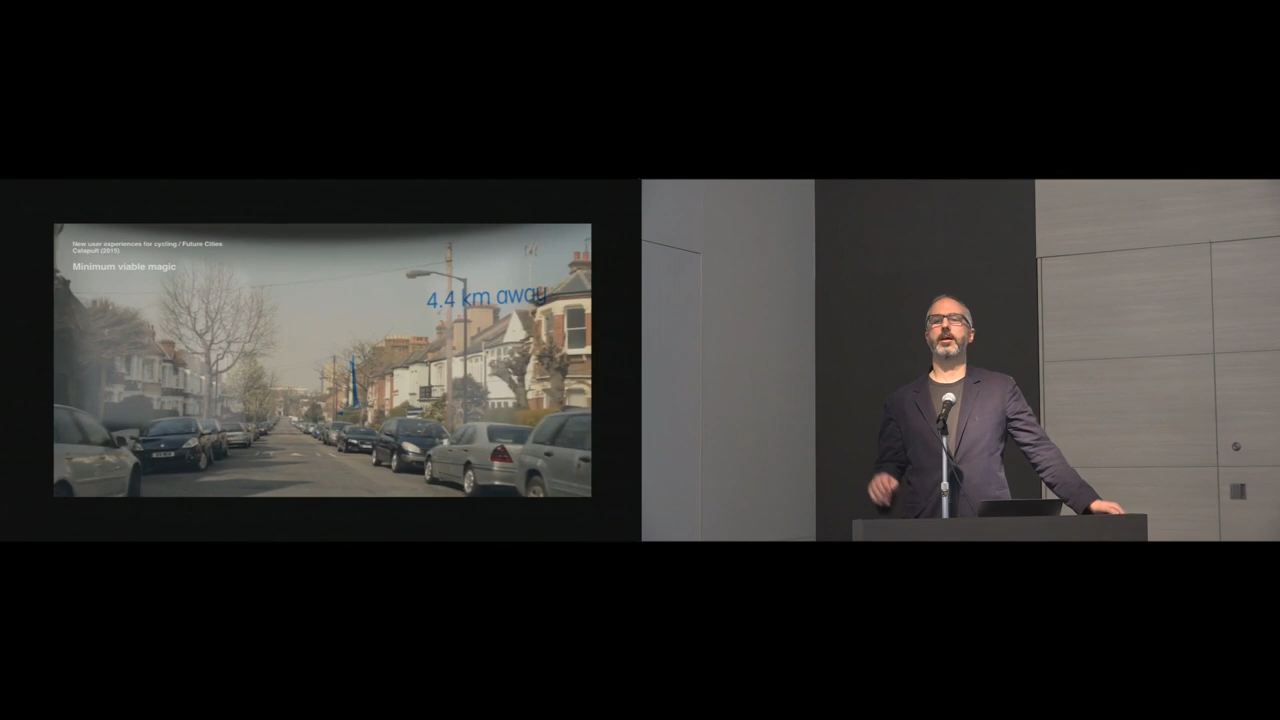 New user experiences for cycling / Future Cities
Catapult (2015)
Minimum viable magic
4.4 km away